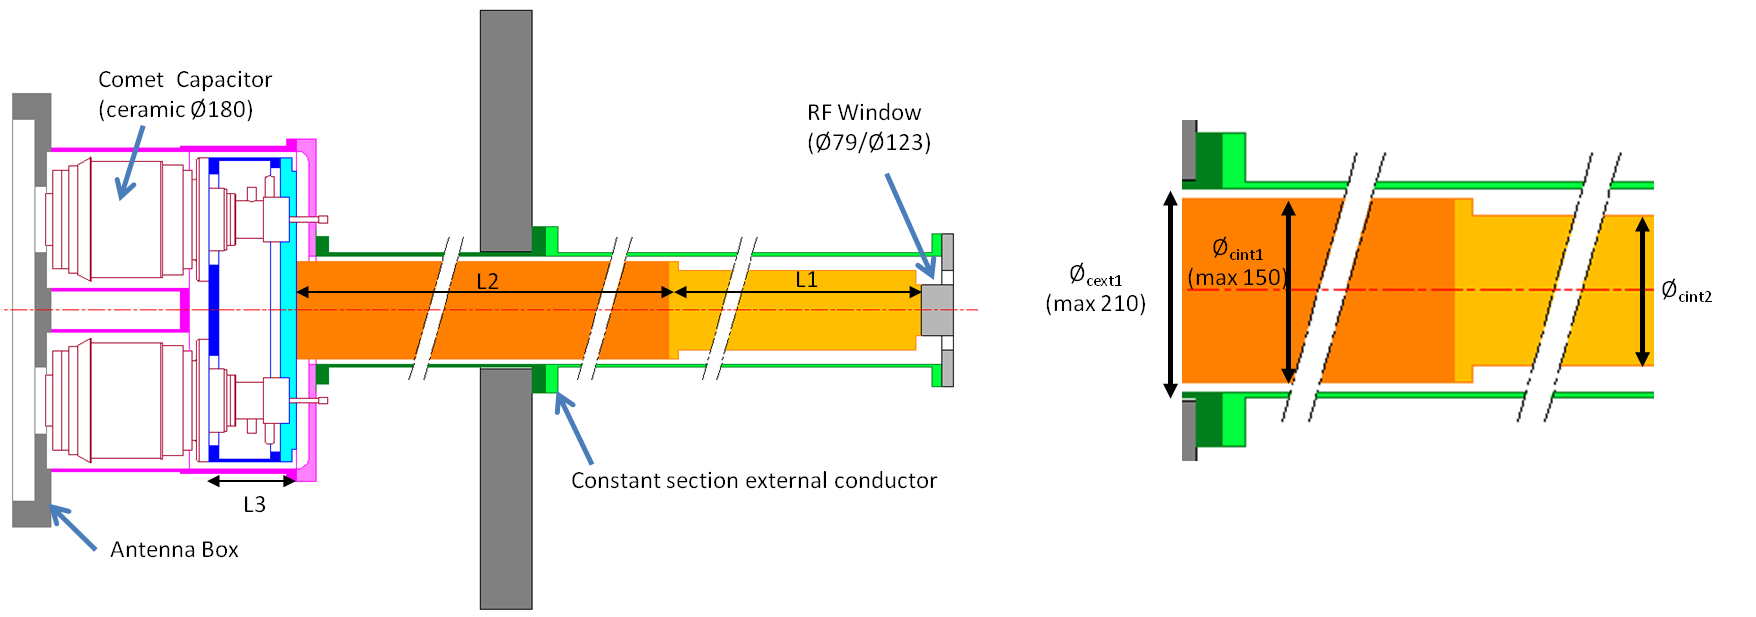 Comet Capacitor
(ceramic Ø180)
RF Window
(Ø79/Ø123)
L2
L1
L3
Antenna Box
Constant section external conductor
Øcext1
(max 210)
Øcint1
(max 150)
Øcint2